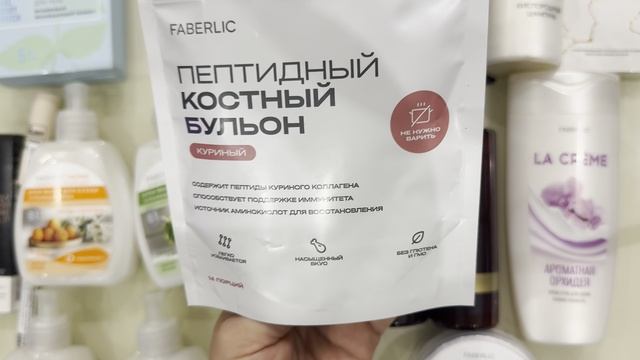 FABERLIC
ПЕПТИДНЫЙ
КОСТНЫЙ
БУЛЬОН
КУРИНЫЙ
НЕ НУЖНО
ВАРИТЬ
СОДЕРЖИТ ПЕПТИДЫ КУРИНОГО КОЛЛАГЕНА
СПОСОБСТВУЕТ ПОДДЕРЖКЕ ИММУНИТЕТА
ИСТОЧНИК АМИНОКИСЛОТ ДЛЯ ВОССТАНОВЛЕНИЯ
ЛЕГКО
УСВАИВАЕТСЯ
НАСЫЩЕННЫЙ
ВКУС
БЕЗ ГЛЮТЕНА
И ГМО
14 ПОРЦИЙ
FABERLIC
LA CREME
АРОМАТНАЯ
ОРХИДЕЯ